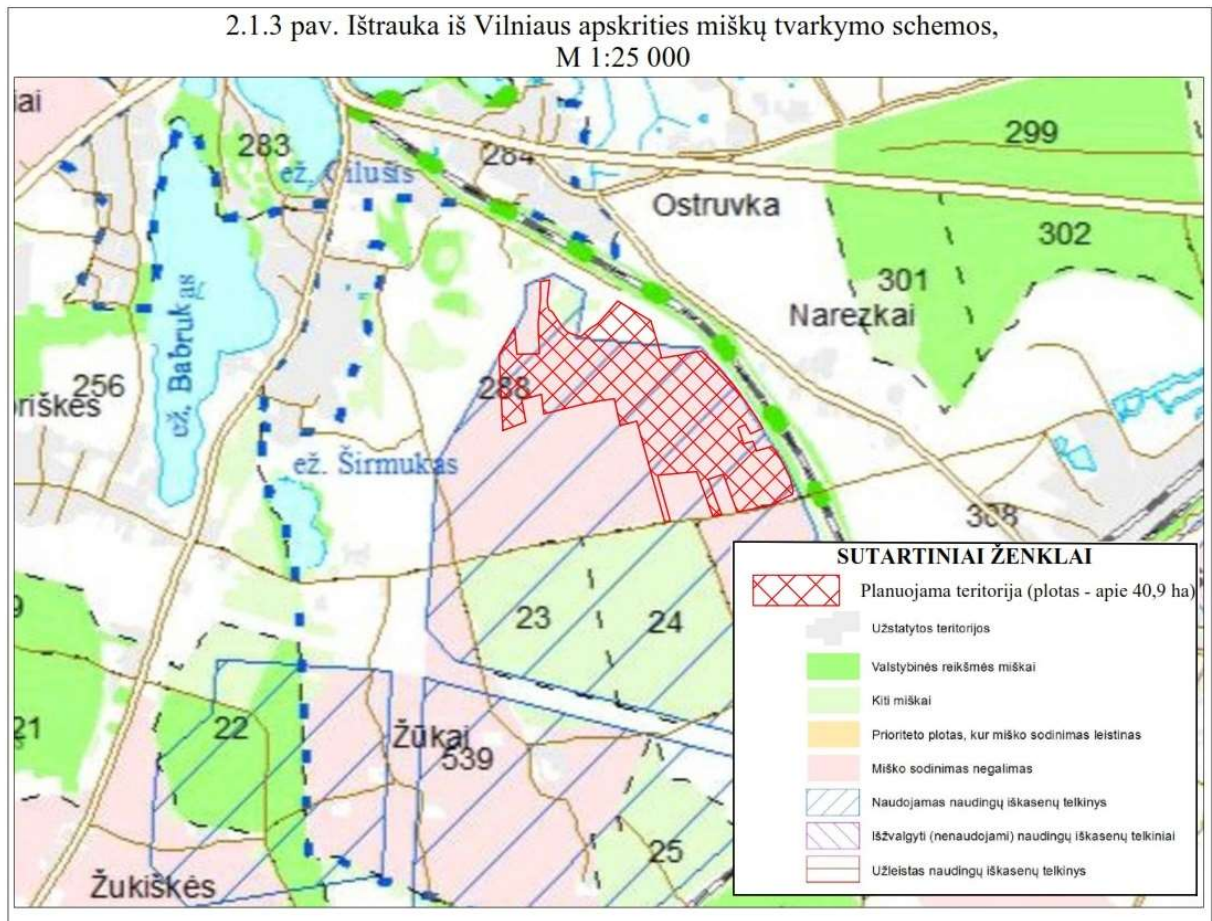 2.1.3 pav. Ištrauka iš Vilniaus apskrities miškų tvarkymo schemos,
M 1:25 000
iai
283
284
ež. Gilušis
299
Ostruvka
302
301
Narezkai
ež. Babrukas
256
riškės
288
ež. Širmukas
308
23
24
21
22
Žūkai
539
25
Žukiškės
SUTARTINIAI ŽENKLAI
Planuojama teritorija (plotas - apie 40,9 ha)
Užstatytos teritorijos
Valstybinės reikšmės miškai
Kiti miškai
Prioriteto plotas, kur miško sodinimas leistinas
Miško sodinimas negalimas
Naudojamas naudingų iškasenų telkinys
Išžvalgyti (nenaudojami) naudingų iškasenų telkiniai
Užleistas naudingų iškasenų telkinys